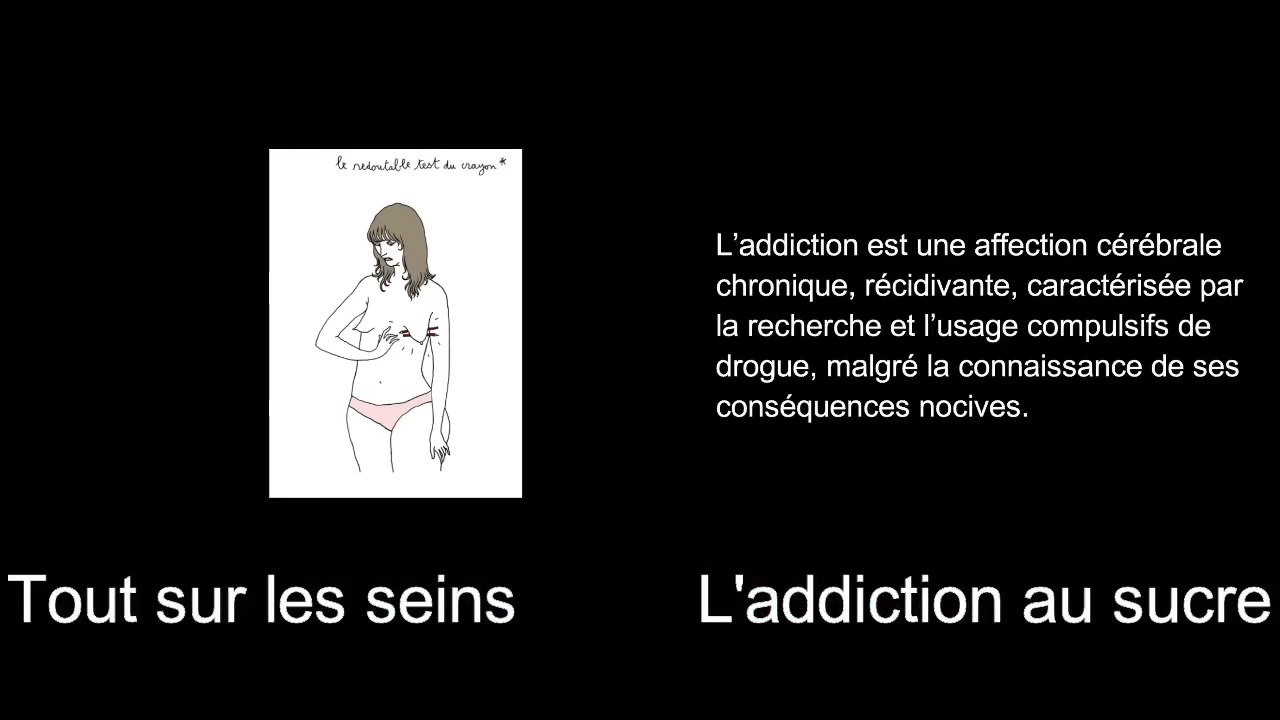 le redoutable test du crayon*
L’addiction est une affection cérébrale
chronique, récidivante, caractérisée par
la recherche et l’usage compulsifs de
drogue, malgré la connaissance de ses
conséquences nocives.
Tout sur les seins
L'addiction au sucre